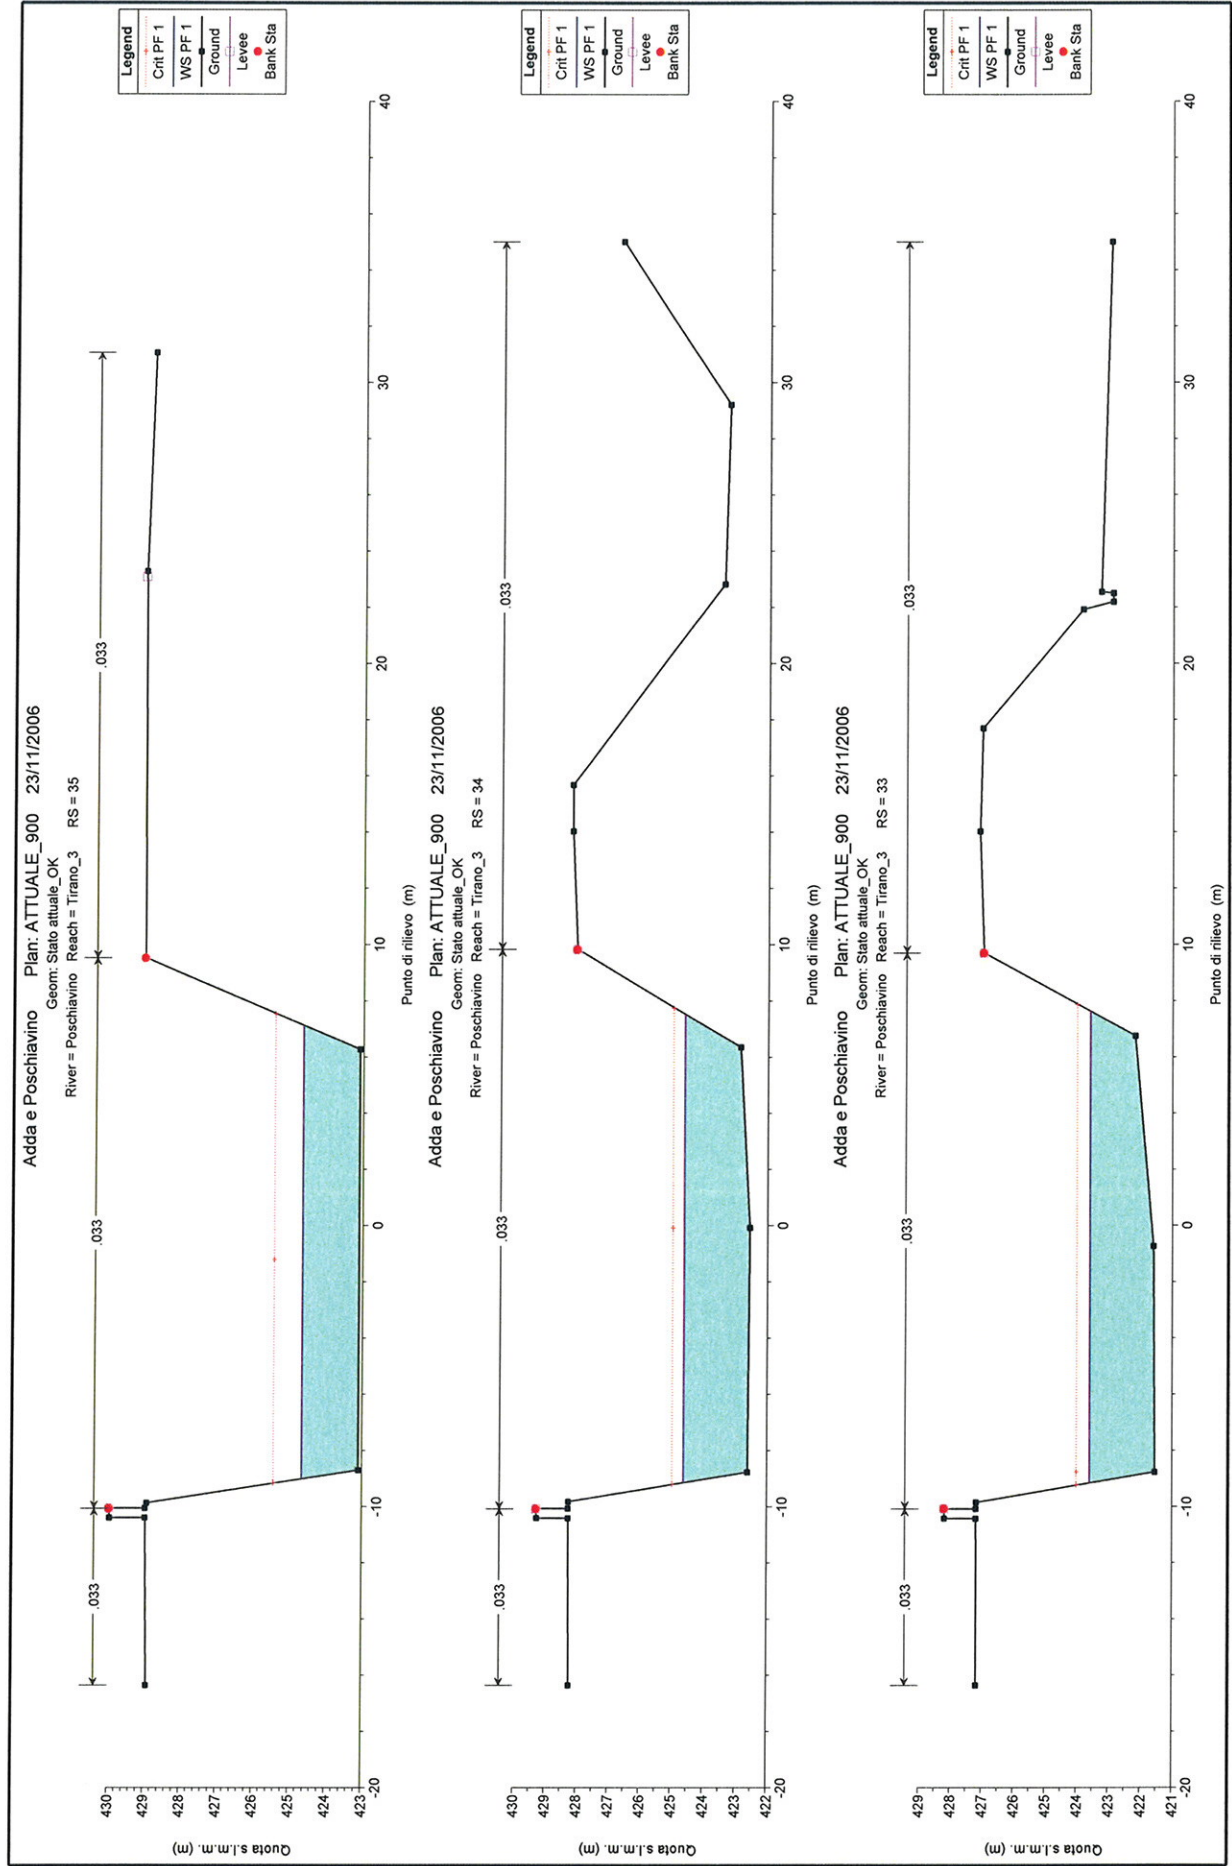 Adda e Poschiavino Plan: ATTUALE_900 23/11/2006
Geom: Stato attuale_OK
River = Poschiavino Reach = Tirano_3 RS = 35
.033
.033
.033
Legend
Crit PF 1
WS PF 1
Ground
Levee
Bank Sta
430
429
428
427
426
425
424
423
Quota s.l.m.m. (m)
-20
-10
0
10
20
30
40
Punto di rilievo (m)
Adda e Poschiavino Plan: ATTUALE_900 23/11/2006
Geom: Stato attuale_OK
River = Poschiavino Reach = Tirano_3 RS = 34
.033
.033
.033
Legend
Crit PF 1
WS PF 1
Ground
Levee
Bank Sta
430
429
428
427
426
425
424
423
422
Quota s.l.m.m. (m)
-20
-10
0
10
20
30
40
Punto di rilievo (m)
Adda e Poschiavino Plan: ATTUALE_900 23/11/2006
Geom: Stato attuale_OK
River = Poschiavino Reach = Tirano_3 RS = 33
.033
.033
.033
Legend
Crit PF 1
WS PF 1
Ground
Levee
Bank Sta
429
428
427
426
425
424
423
422
421
Quota s.l.m.m. (m)
-20
-10
0
10
20
30
40
Punto di rilievo (m)